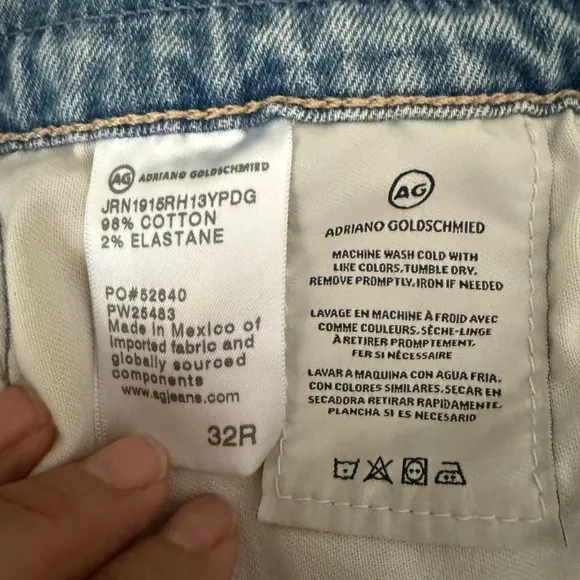 AG ADRIANO GOLDSCHMIED
JRN1915RH13YPDG
98% COTTON
2% ELASTANE
PO#52640
PW25483
Made in Mexico of
Imported fabric and
globally sourced
components
www.agjeans.com
32R
AG
ADRIANO GOLDSCHMIED
MACHINE WASH COLD WITH
LIKE COLORS.TUMBLE DRY.
REMOVE PROMPTLY.IRON IF NEEDED
LAVAGE EN MACHINE À FROID AVEC
COMME COULEURS. SÈCHE-LINGE
À RETIRER PROMPTEMENT.
FER SI NÉCESSAIRE
LAVAR A MAQUINA CON AGUA FRIA,
CON COLORES SIMILARES. SECAR EN
SECADORA RETIRAR RAPIDAMENTE.
PLANCHA SI ES NECESARIO